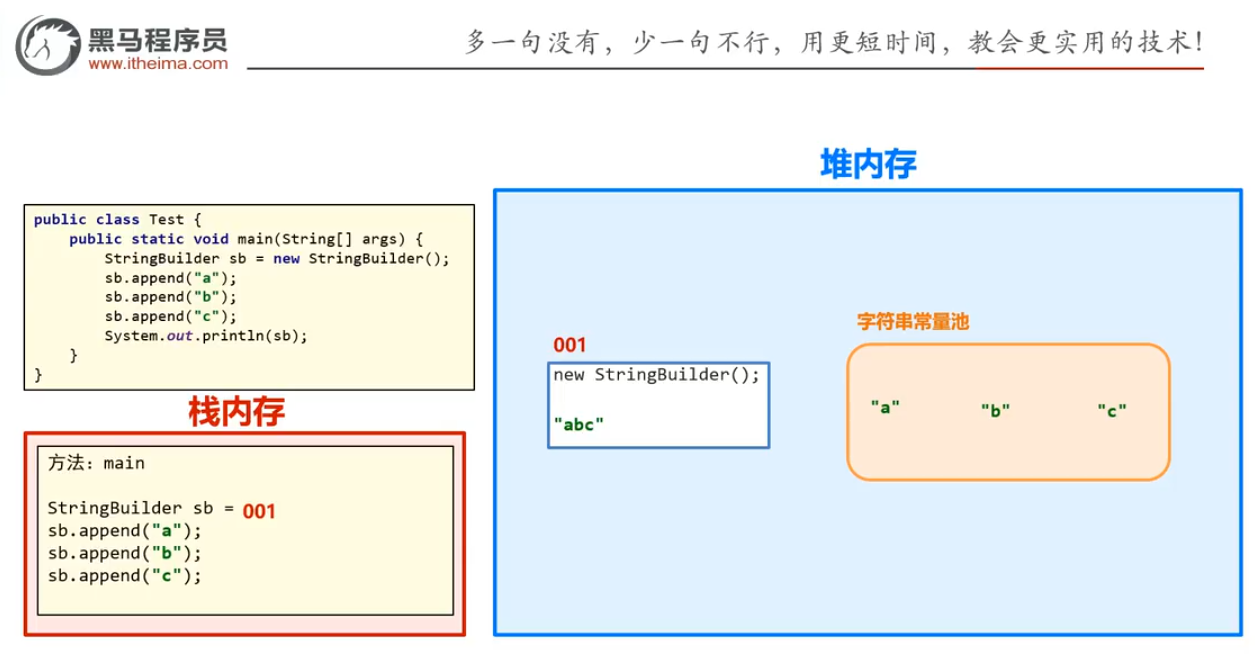 黑马程序员
www.itheima.com
多一句没有，少一句不行，用更短时间，教会更实用的技术！
堆内存
public class Test {
    public static void main(String[] args) {
        StringBuilder sb = new StringBuilder();
        sb.append("a");
        sb.append("b");
        sb.append("c");
        System.out.println(sb);
    }
}
栈内存
方法：main
StringBuilder sb = 001
sb.append("a");
sb.append("b");
sb.append("c");
001
new StringBuilder();
"abc"
字符串常量池
"a" "b" "c"